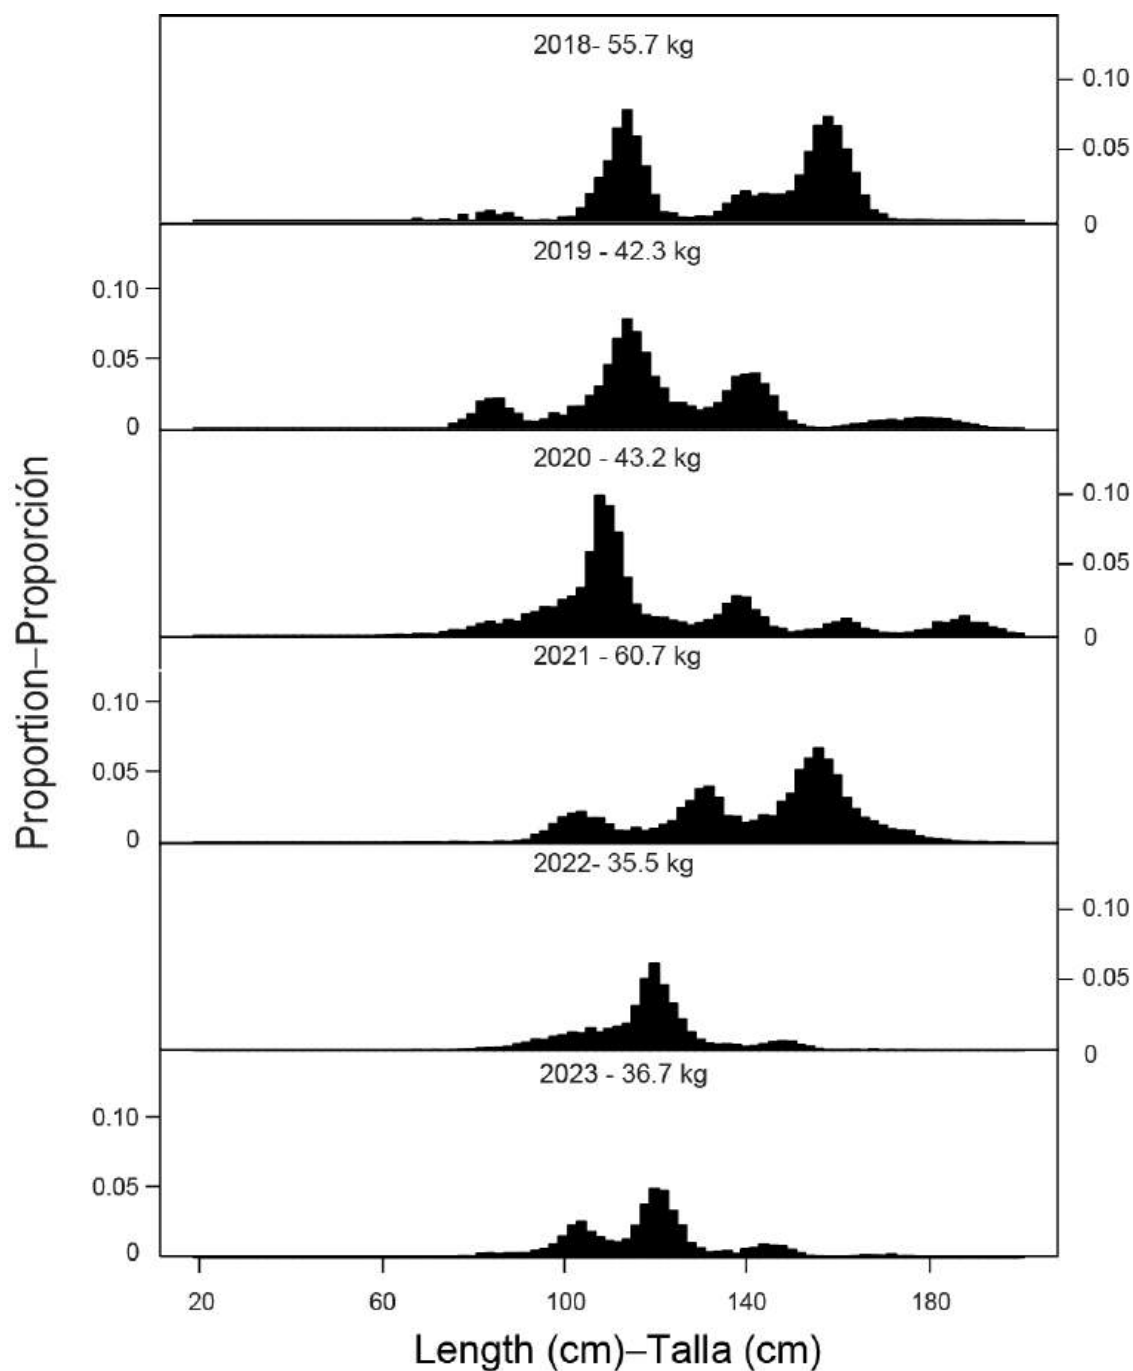 2018- 55.7 kg
0.10
0.05
0
2019 - 42.3 kg
0.10
0.05
0
2020 - 43.2 kg
0.10
0.05
0
2021 - 60.7 kg
0.10
0.05
0
2022- 35.5 kg
0.10
0.05
0
2023 - 36.7 kg
0.10
0.05
0
Proportion–Proporción
20 60 100 140 180
Length (cm)–Talla (cm)